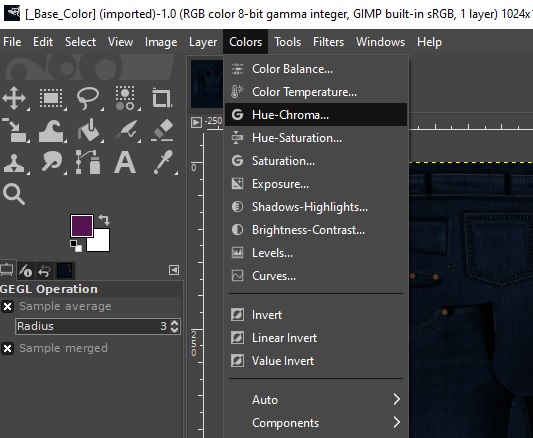 [_Base_Color] (imported)-1.0 (RGB color 8-bit gamma integer, GIMP built-in sRGB, 1 layer) 1024x
File Edit Select View Image Layer Colors Tools Filters Windows Help
Color Balance...
Color Temperature...
Hue-Chroma...
Hue-Saturation...
Saturation...
Exposure...
Shadows-Highlights...
Brightness-Contrast...
Levels...
Curves...
Invert
Linear Invert
Value Invert
Auto
Components
-250
0
250
GEGL Operation
Sample average
Radius 3
Sample merged